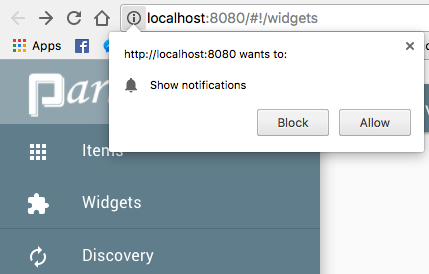 localhost:8080/#!/widgets
Apps
http://localhost:8080 wants to:
Show notifications
Block
Allow
Items
Widgets
Discovery